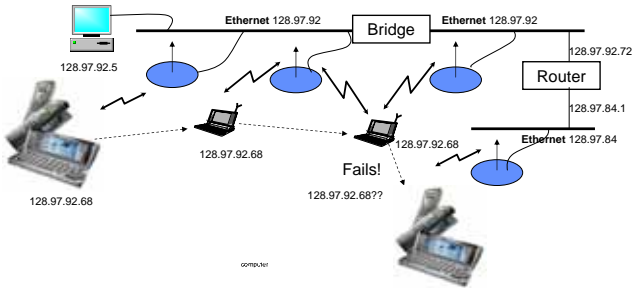 Ethernet 128.97.92
Bridge
Ethernet 128.97.92
128.97.92.5
128.97.92.72
Router
128.97.84.1
Ethernet 128.97.84
128.97.92.68
128.97.92.68
128.97.92.68
Fails!
128.97.92.68??
computer